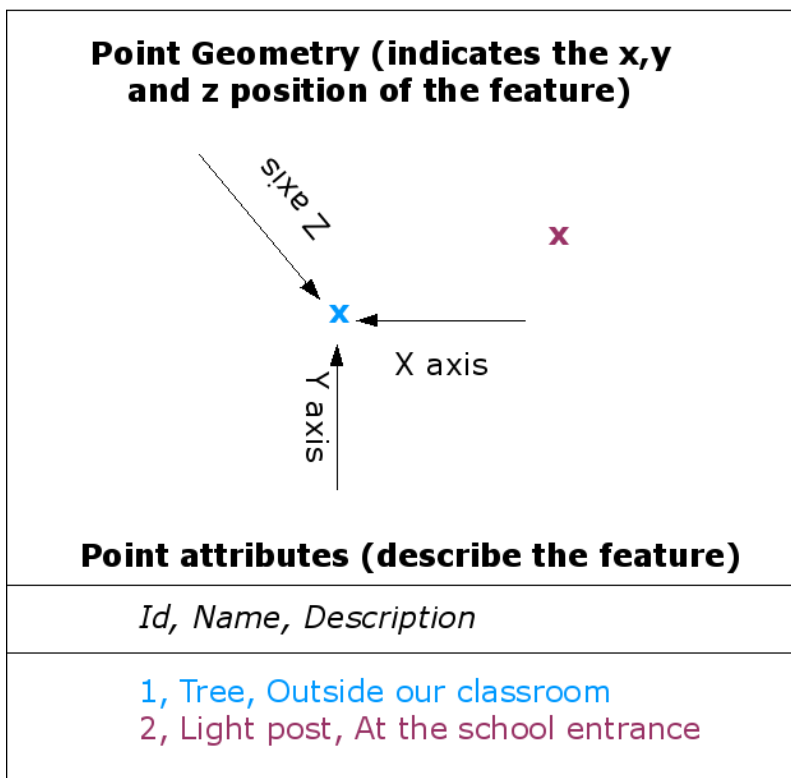 Point Geometry (indicates the x,y
and z position of the feature)
Z axis
x
x
X axis
Y axis
Point attributes (describe the feature)
Id, Name, Description
1, Tree, Outside our classroom
2, Light post, At the school entrance